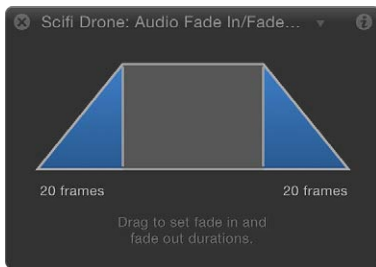 Scifi Drone: Audio Fade In/Fade...
20 frames
20 frames
Drag to set fade in and
fade out durations.